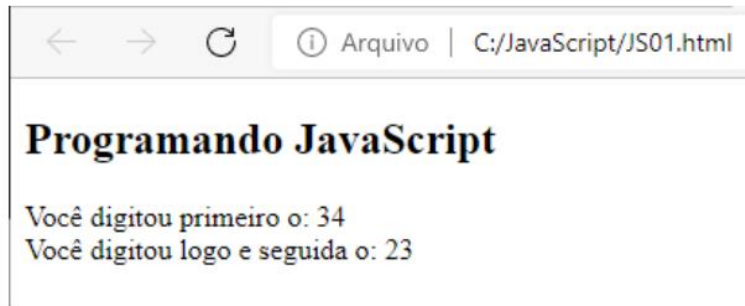 Arquivo | C:/JavaScript/JS01.html
Programando JavaScript
Você digitou primeiro o: 34
Você digitou logo e seguida o: 23